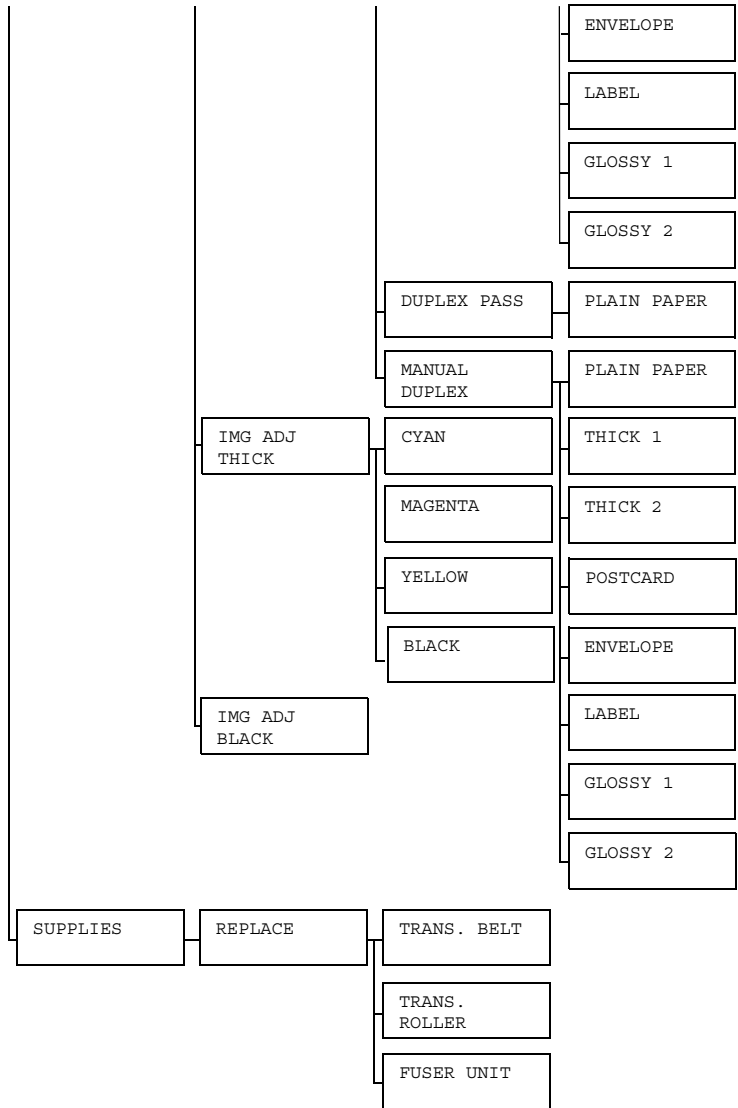 ENVELOPE
LABEL
GLOSSY 1
GLOSSY 2
DUPLEX PASS
PLAIN PAPER
MANUAL
DUPLEX
PLAIN PAPER
IMG ADJ
THICK
CYAN
THICK 1
MAGENTA
THICK 2
YELLOW
POSTCARD
BLACK
ENVELOPE
IMG ADJ
BLACK
LABEL
GLOSSY 1
GLOSSY 2
SUPPLIES
REPLACE
TRANS. BELT
TRANS.
ROLLER
FUSER UNIT